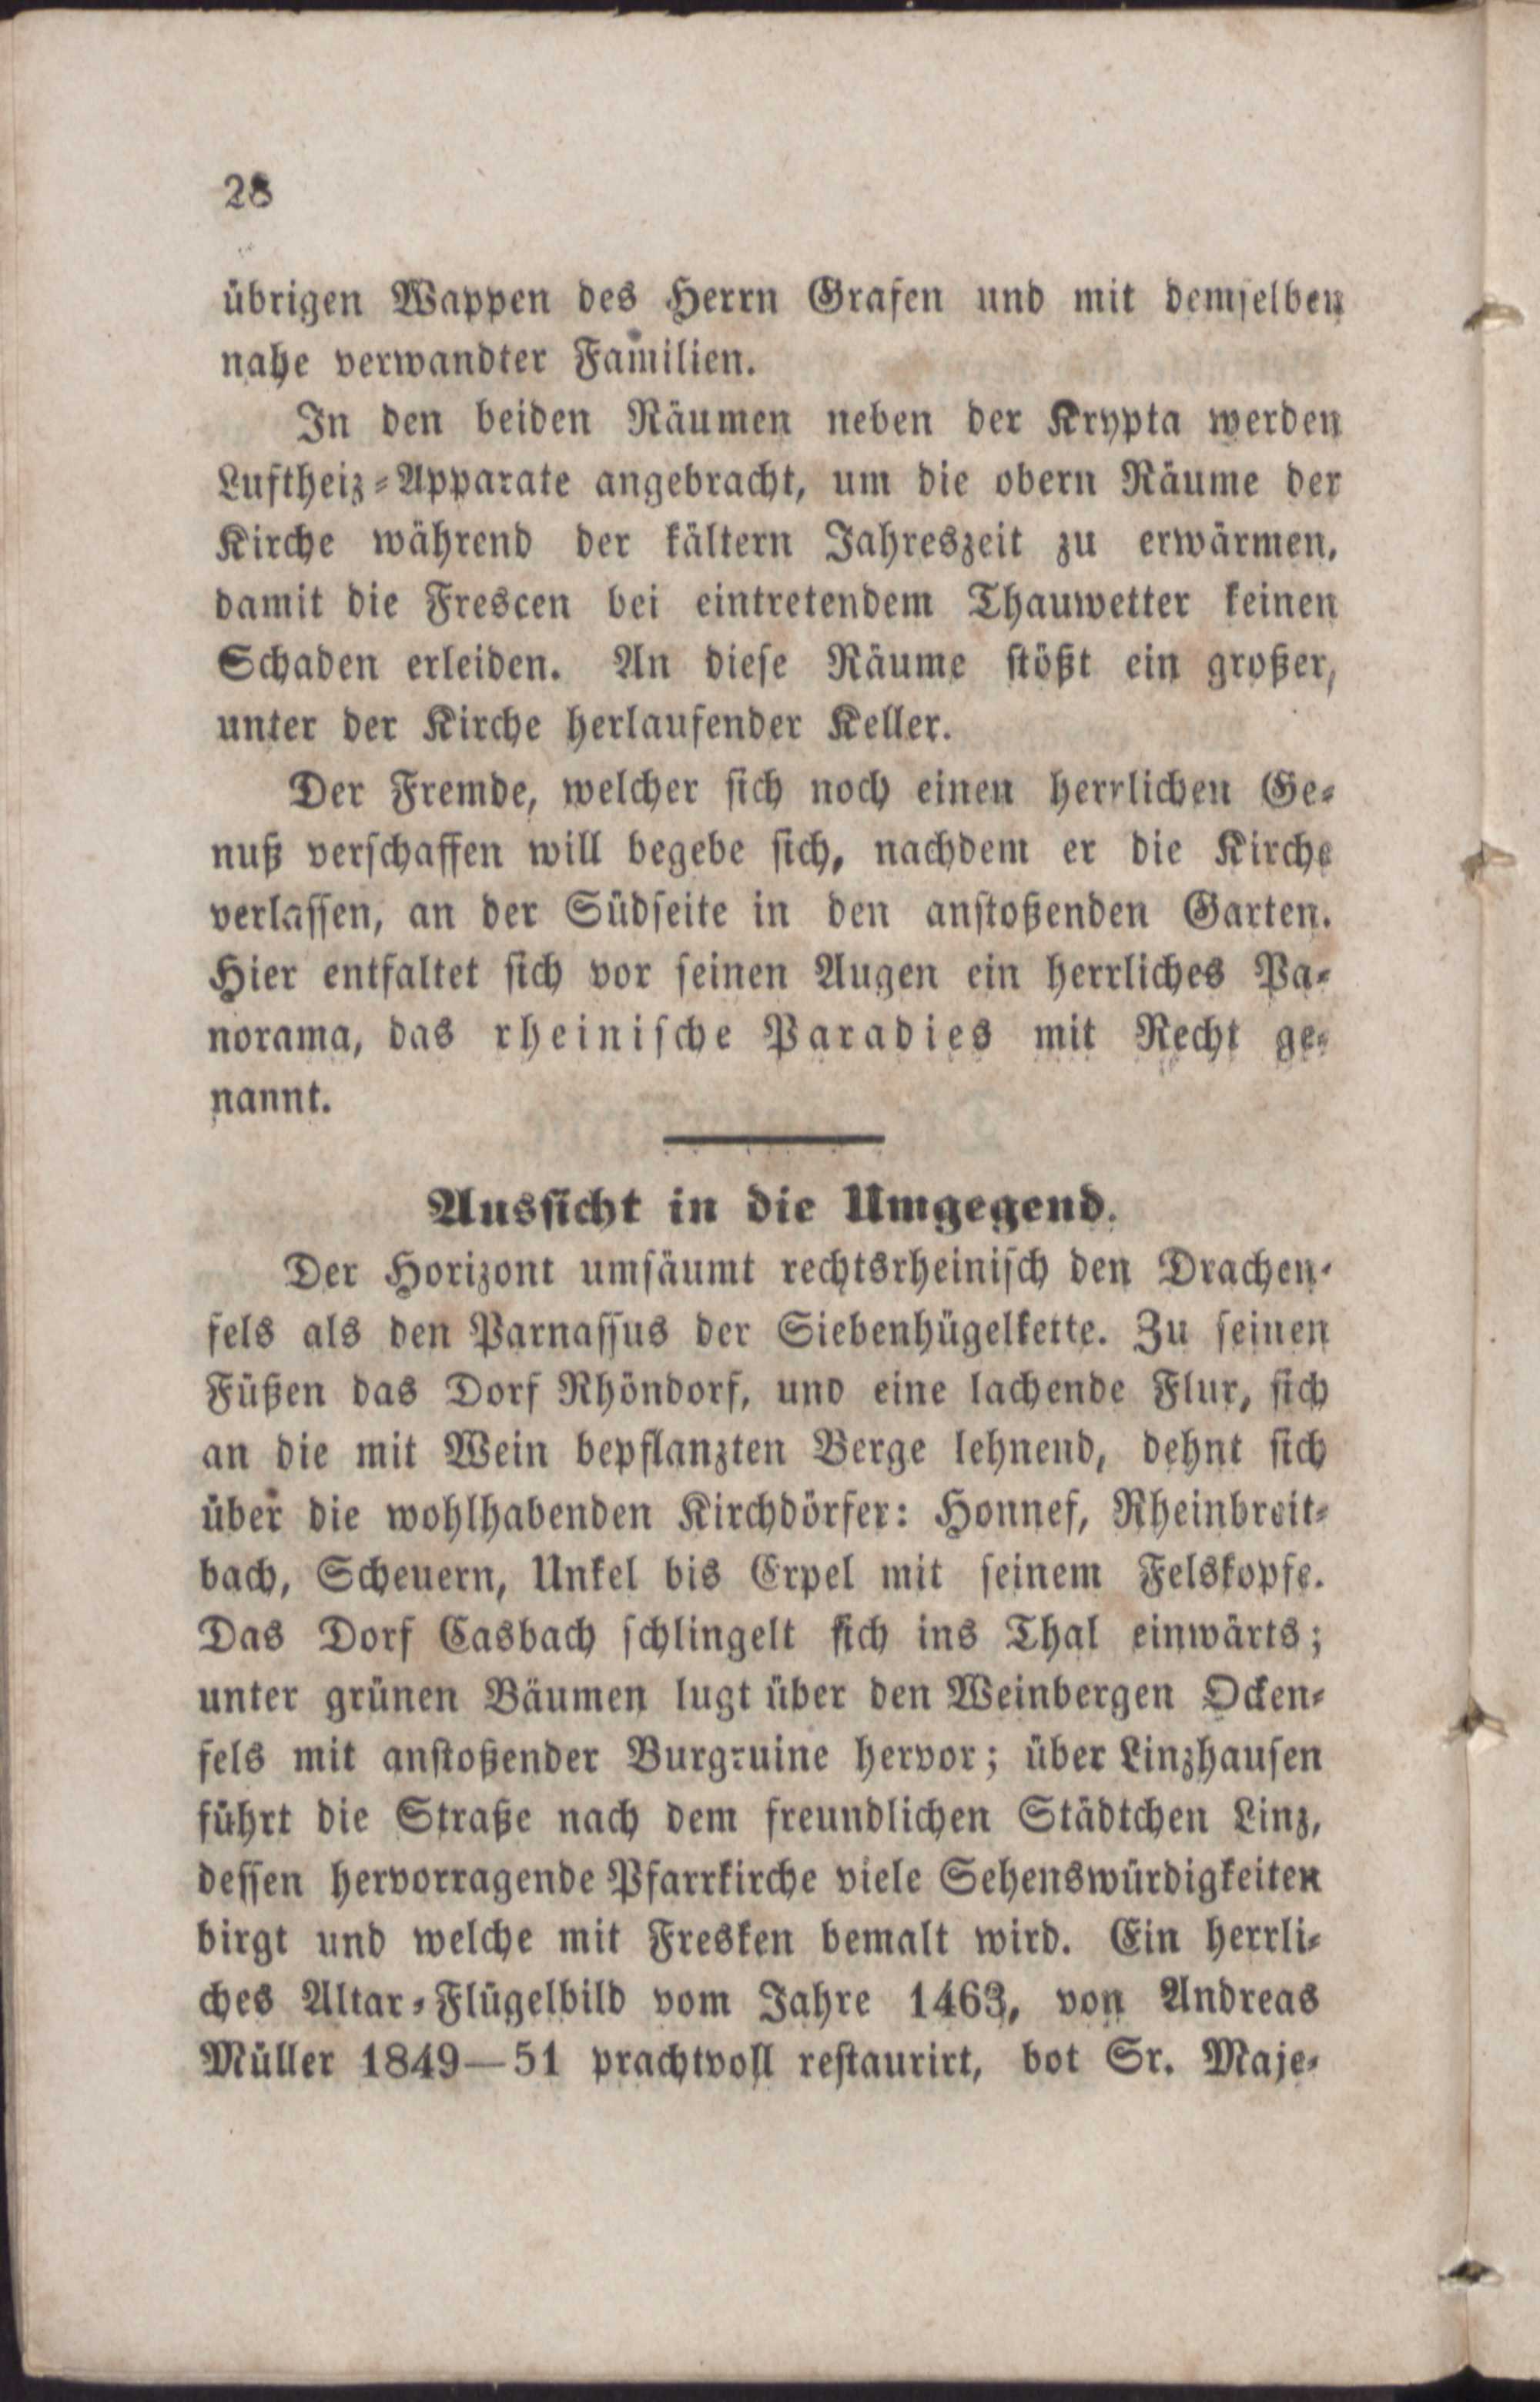 28
übrigen Wappen des Herrn Grafen und mit demselben
nahe verwandter Familien.
In den beiden Räumen neben der Krypta werden
Luftheiz-Apparate angebracht, um die obern Räume der
Kirche während der kältern Jahreszeit zu erwärmen,
damit die Frescen bei eintretendem Thauwetter keinen
Schaden erleiden. An diese Räume stößt ein großer,
unter der Kirche herlaufender Keller.
Der Fremde, welcher sich noch einen herrlichen Ge-
nuß verschaffen will begebe sich, nachdem er die Kirche
verlassen, an der Südseite in den anstoßenden Garten.
Hier entfaltet sich vor seinen Augen ein herrliches Pa-
norama, das rheinische Paradies mit Recht ge-
nannt.
Aussicht in die Umgegend.
Der Horizont umsäumt rechtsrheinisch den Drachen-
fels als den Parnassus der Siebenhügelkette. Zu seinen
Füßen das Dorf Rhöndorf, und eine lachende Flur, sich
an die mit Wein bepflanzten Berge lehnend, dehnt sich
über die wohlhabenden Kirchdörfer: Honnef, Rheinbreit-
bach, Scheuern, Unkel bis Erpel mit seinem Felskopfe.
Das Dorf Casbach schlingelt sich ins Thal einwärts;
unter grünen Bäumen lugt über den Weinbergen Ocken-
fels mit anstoßender Burgruine hervor; über Linzhausen
führt die Straße nach dem freundlichen Städtchen Linz,
dessen hervorragende Pfarrkirche viele Sehenswürdigkeiten
birgt und welche mit Fresken bemalt wird. Ein herrli-
ches Altar-Flügelbild vom Jahre 1463, von Andreas
Müller 1849—51 prachtvoll restaurirt, bot Sr. Maje-